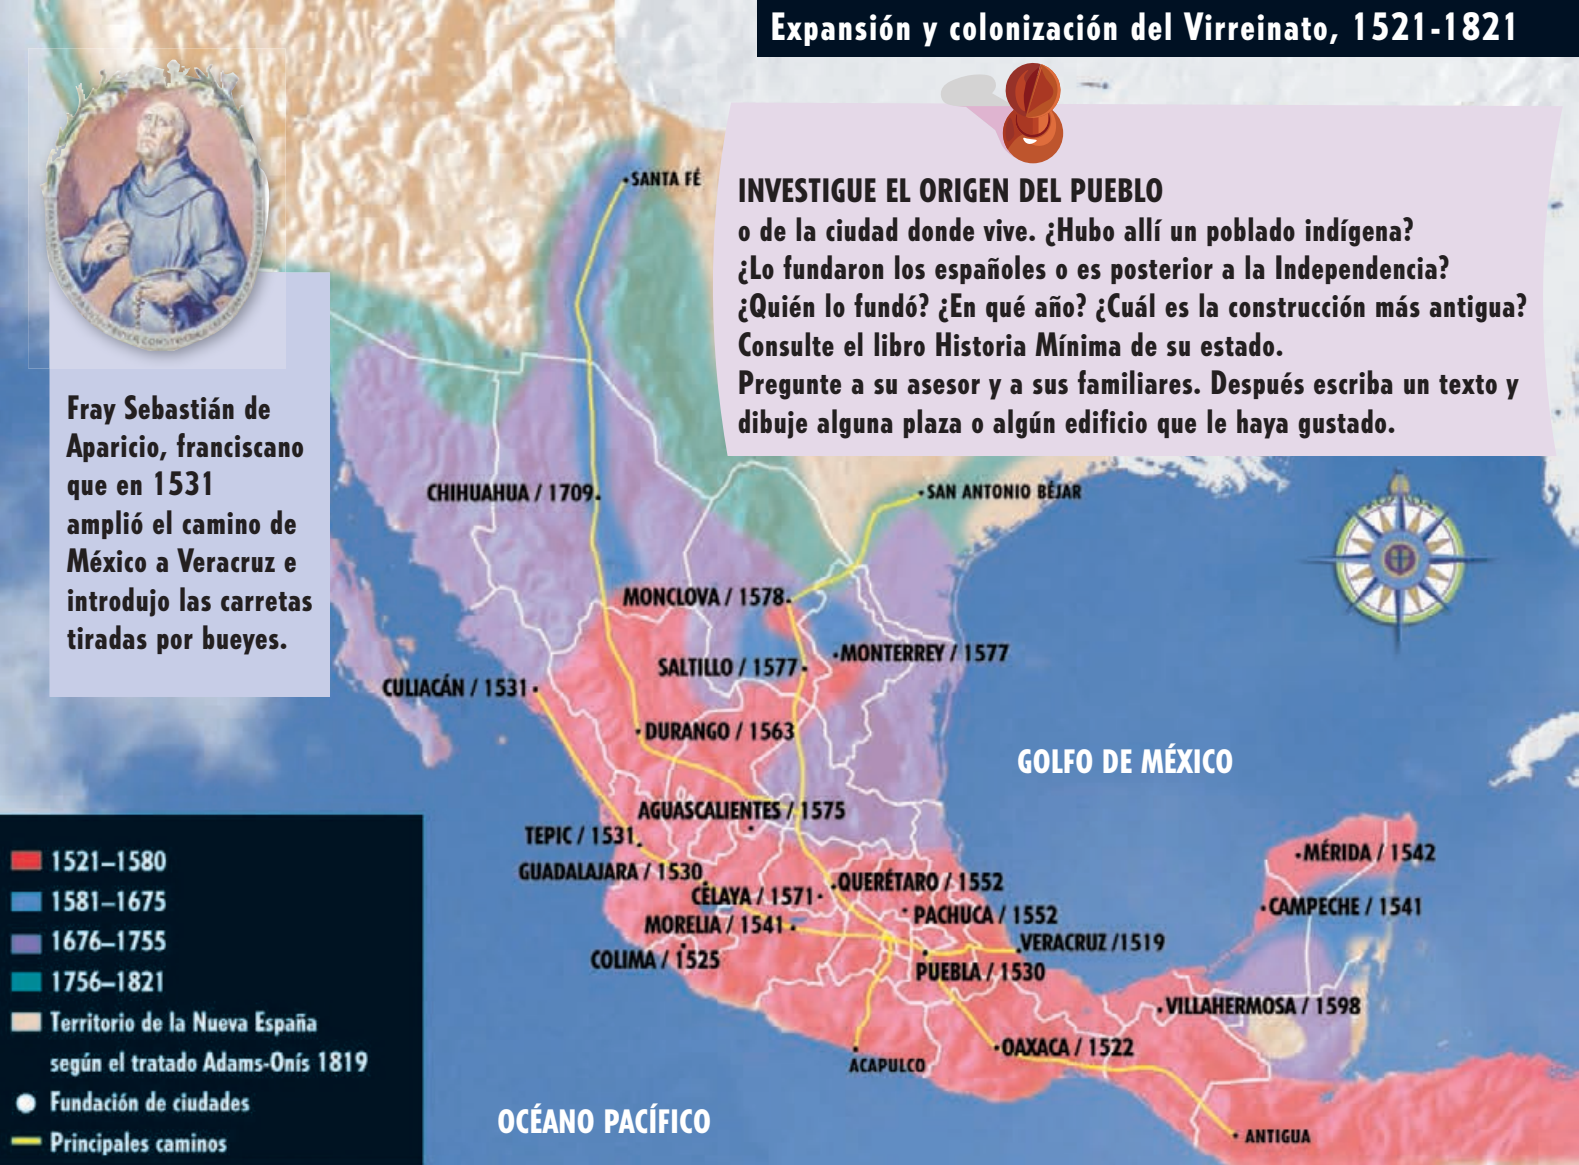 Expansión y colonización del Virreinato, 1521-1821
INVESTIGUE EL ORIGEN DEL PUEBLO
o de la ciudad donde vive. ¿Hubo allí un poblado indígena?
¿Lo fundaron los españoles o es posterior a la Independencia?
¿Quién lo fundó? ¿En qué año? ¿Cuál es la construcción más antigua?
Consulte el libro Historia Mínima de su estado.
Pregunte a su asesor y a sus familiares. Después escriba un texto y
dibuje alguna plaza o algún edificio que le haya gustado.
Fray Sebastián de
Aparicio, franciscano
que en 1531
amplió el camino de
México a Veracruz e
introdujo las carretas
tiradas por bueyes.
SANTA FÉ
CHIHUAHUA / 1709
SAN ANTONIO BÉJAR
MONCLOVA / 1578
MONTERREY / 1577
SALTILLO / 1577
CULIACÁN / 1531
DURANGO / 1563
GOLFO DE MÉXICO
AGUASCALIENTES / 1575
TEPIC / 1531
GUADALAJARA / 1530
CELAYA / 1571
QUERÉTARO / 1552
MÉRIDA / 1542
CAMPECHE / 1541
PACHUCA / 1552
MORELIA / 1541
VERACRUZ /1519
COLIMA / 1525
PUEBLA / 1530
VILLAHERMOSA / 1598
OAXACA / 1522
ACAPULCO
OCÉANO PACÍFICO
ANTIGUA
1521–1580
1581–1675
1676–1755
1756–1821
Territorio de la Nueva España
según el tratado Adams-Onís 1819
Fundación de ciudades
Principales caminos